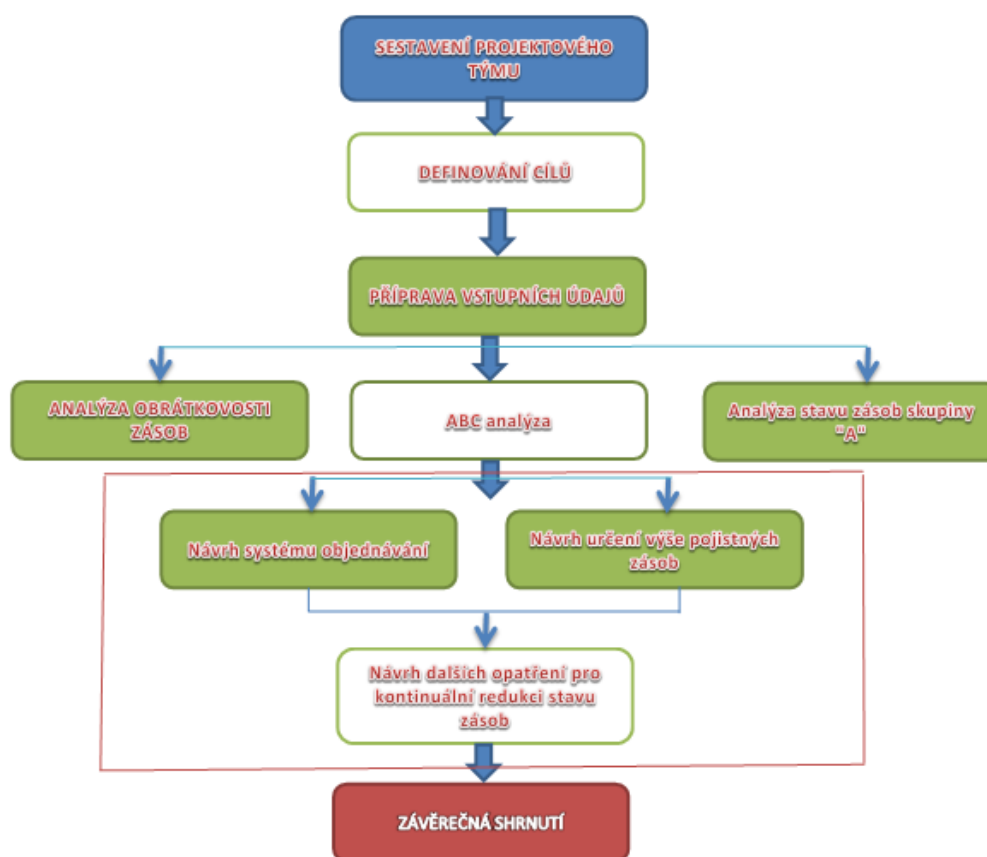 SESTAVENÍ PROJEKTOVÉHO
TÝMU
DEFINOVÁNÍ CÍLŮ
PŘÍPRAVA VSTUPNÍCH ÚDAJŮ
ANALÝZA OBRÁTKOVOSTI
ZÁSOB
ABC analýza
Analýza stavu zásob skupiny
"A"
Návrh systému objednávání
Návrh určení výše pojistných
zásob
Návrh dalších opatření pro
kontinuální redukci stavu
zásob
ZÁVĚREČNÁ SHRNUTÍ